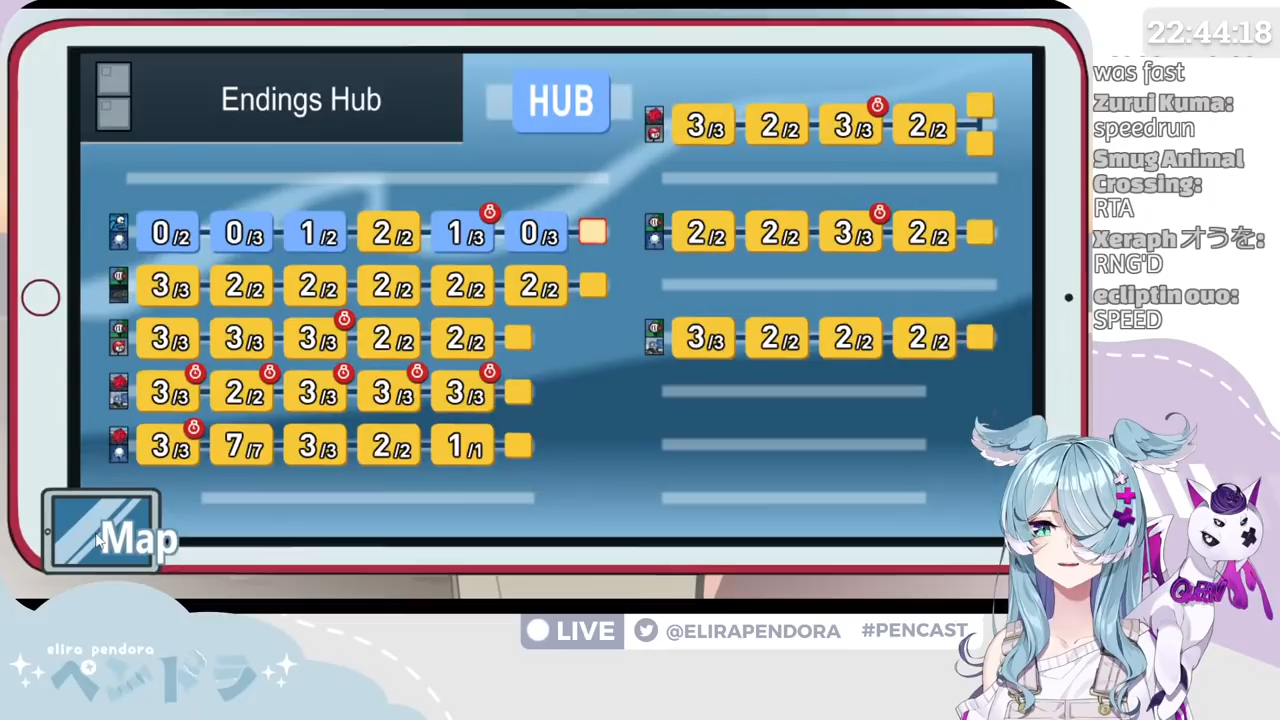 22:44:18
was fast
Zurui Kuma:
speedrun
Smug Animal
Crossing:
RTA
Xeraph オうを:
RNG'D
ecliptin ouo:
SPEED
Endings Hub
HUB
3/3 2/2 3/3 2/2
0/2 0/3 1/2 2/2 1/3 0/3
2/2 2/2 3/3 2/2
3/3 2/2 2/2 2/2 2/2 2/2
3/3 3/3 3/3 2/2 2/2
3/3 2/2 2/2 2/2
3/3 2/2 3/3 3/3 3/3
3/3 7/7 3/3 2/2 1/1
Map
LIVE @ELIRAPENDORA #PENCAST
elira pendora
ペンドラ